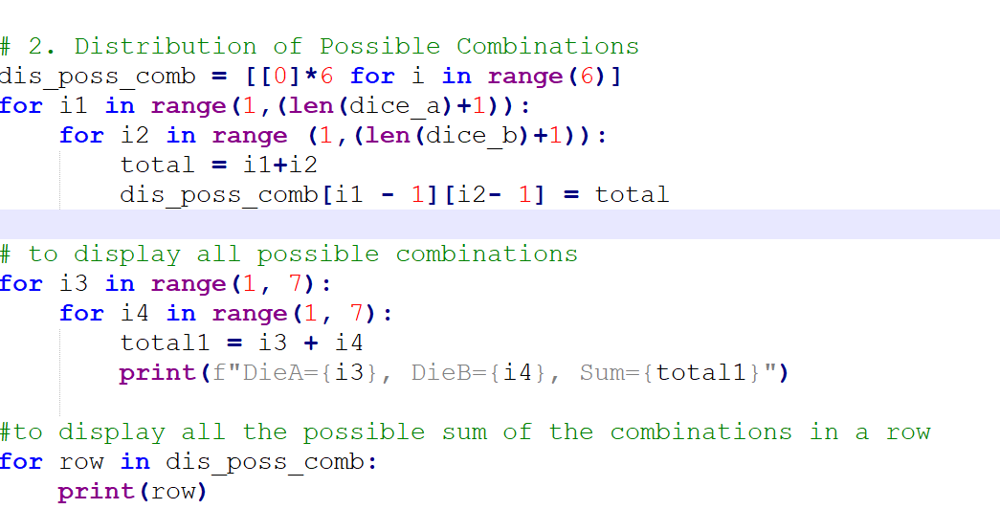 # 2. Distribution of Possible Combinations
dis_poss_comb = [[0]*6 for i in range(6)]
for i1 in range(1,(len(dice_a)+1)):
    for i2 in range (1,(len(dice_b)+1)):
        total = i1+i2
        dis_poss_comb[i1 - 1][i2- 1] = total
# to display all possible combinations
for i3 in range(1, 7):
    for i4 in range(1, 7):
        total1 = i3 + i4
        print(f"DieA={i3}, DieB={i4}, Sum={total1}")
#to display all the possible sum of the combinations in a row
for row in dis_poss_comb:
    print(row)